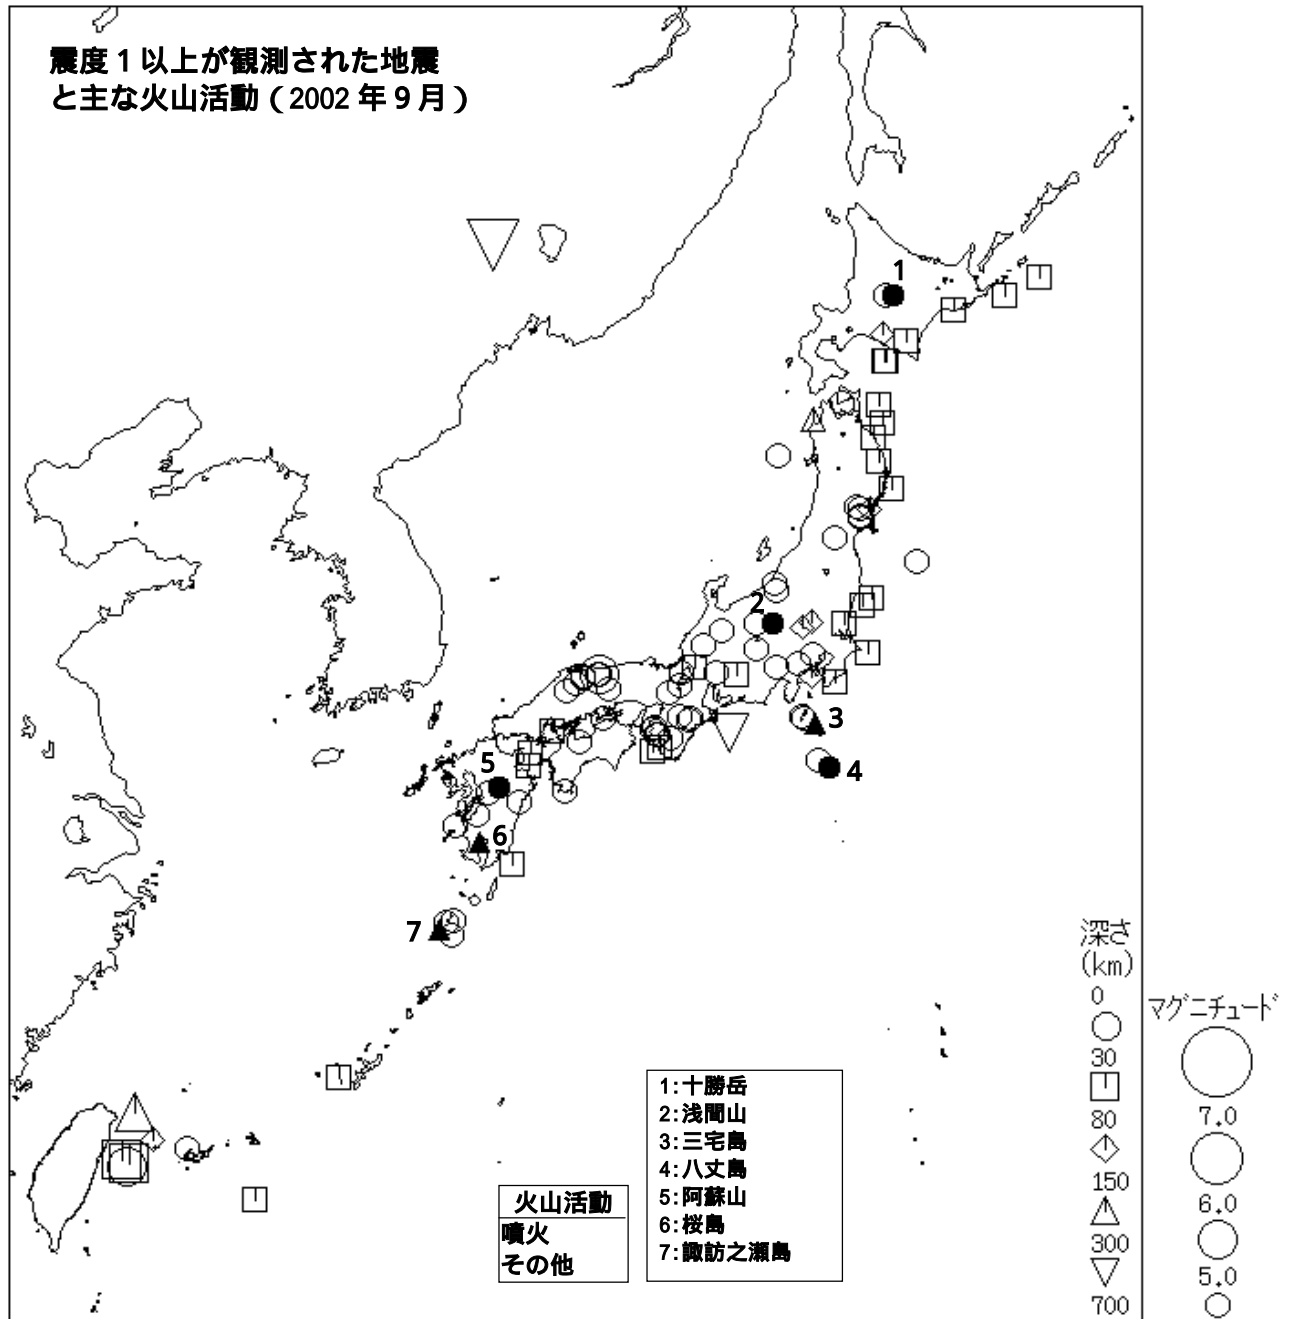 震度１以上が観測された地震
と主な火山活動（2002年９月）
1
2
3
4
5
6
7
深さ
(km)
0
30
80
150
300
700
マグニチュード
7.0
6.0
5.0
火山活動
噴火
その他
1:十勝岳
2:浅間山
3:三宅島
4:八丈島
5:阿蘇山
6:桜島
7:諏訪之瀬島